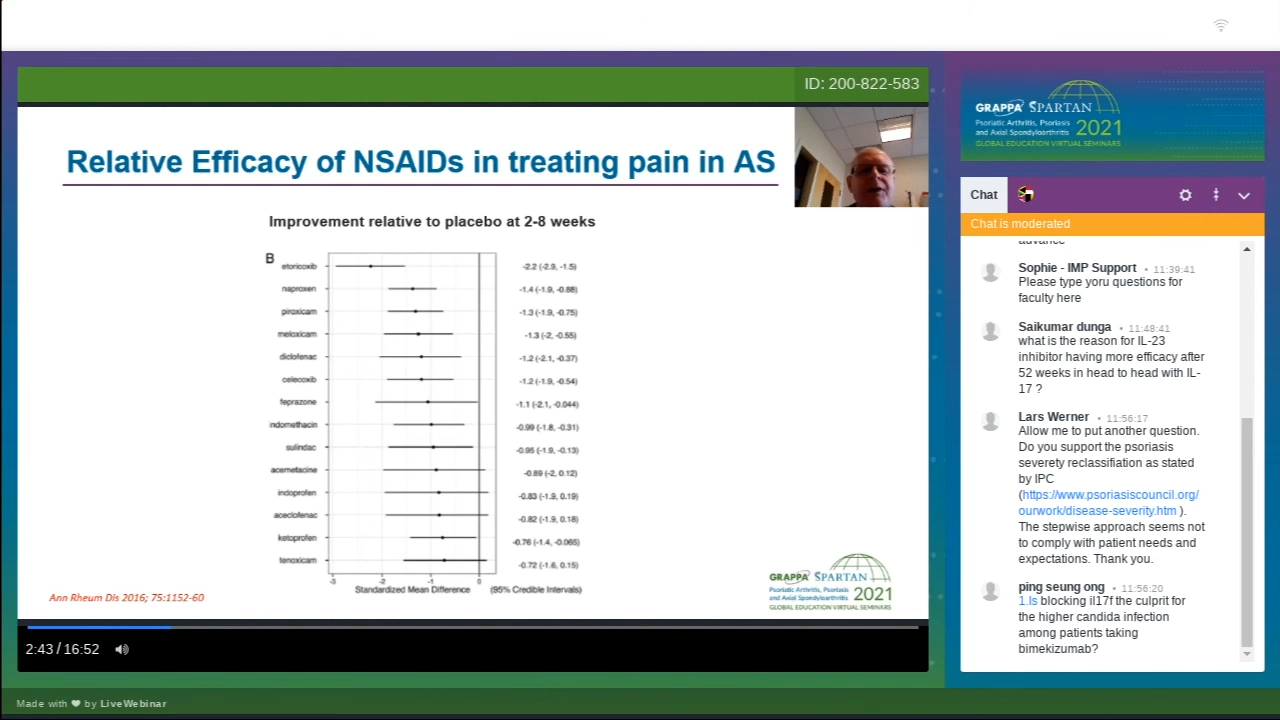 ID: 200-822-583
Relative Efficacy of NSAIDs in treating pain in AS
Improvement relative to placebo at 2-8 weeks
B
etoricoxib -2.2 (-2.9, -1.5)
naproxen -1.4 (-1.9, -0.88)
piroxicam -1.3 (-1.9, -0.75)
meloxicam -1.3 (-2, -0.55)
diclofenac -1.2 (-2.1, -0.37)
celecoxib -1.2 (-1.9, -0.54)
feprazone -1.1 (-2.1, -0.044)
indomethacin -0.99 (-1.8, -0.31)
sulindac -0.95 (-1.9, -0.13)
acemetacine -0.89 (-2, 0.12)
indoprofen -0.83 (-1.9, 0.19)
aceclofenac -0.82 (-1.9, 0.18)
ketoprofen -0.76 (-1.4, -0.065)
tenoxicam -0.72 (-1.6, 0.15)
-3 -2 -1 0
Standardized Mean Difference (95% Credible Intervals)
Ann Rheum Dis 2016; 75:1152-60
GRAPPA SPARTAN
Psoriatic Arthritis, Psoriasis
and Axial Spondyloarthritis 2021
GLOBAL EDUCATION VIRTUAL SEMINARS
2:43 / 16:52
Made with ❤ by LiveWebinar
GRAPPA SPARTAN
Psoriatic Arthritis, Psoriasis
and Axial Spondyloarthritis 2021
GLOBAL EDUCATION VIRTUAL SEMINARS
Chat
Chat is moderated
advance
Sophie - IMP Support • 11:39:41
Please type yoru questions for
faculty here
Saikumar dunga • 11:48:41
what is the reason for IL-23
inhibitor having more efficacy after
52 weeks in head to head with IL-
17 ?
Lars Werner • 11:56:17
Allow me to put another question.
Do you support the psoriasis
severety reclassifiation as stated
by IPC
(https://www.psoriasiscouncil.org/
ourwork/disease-severity.htm ).
The stepwise approach seems not
to comply with patient needs and
expectations. Thank you.
ping seung ong • 11:56:20
1.Is blocking il17f the culprit for
the higher candida infection
among patients taking
bimekizumab?